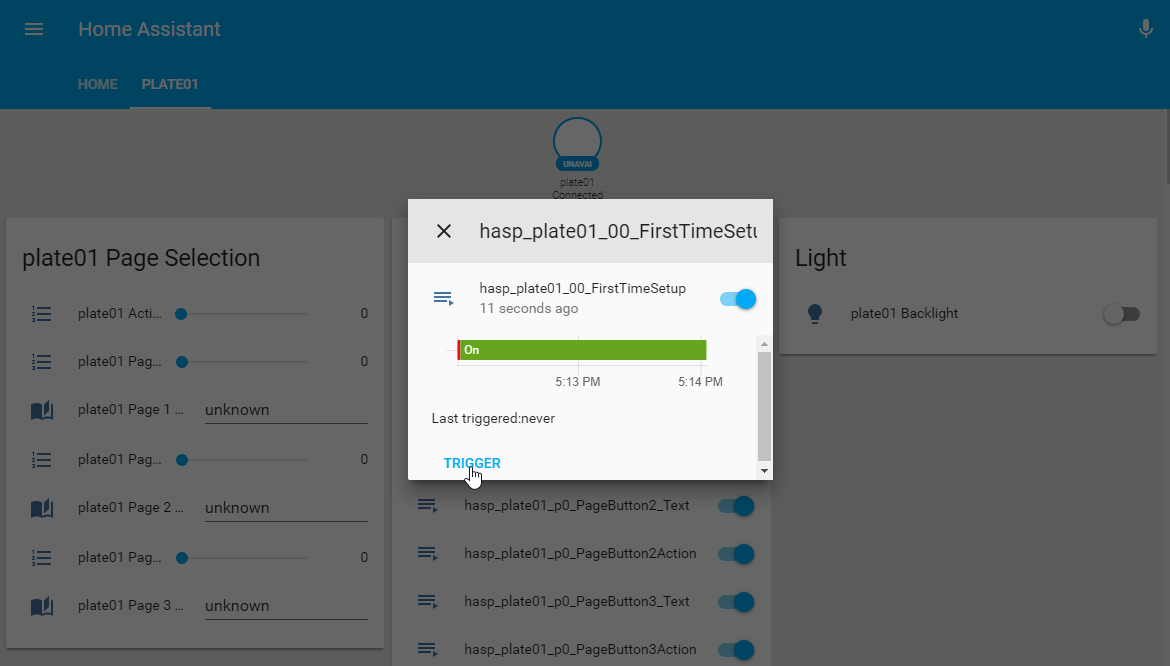 Home Assistant
HOME
PLATE01
UNAVAI
plate01
Connected
plate01 Page Selection
plate01 Acti...
0
plate01 Pag...
0
plate01 Page 1 ...
unknown
plate01 Pag...
0
plate01 Page 2 ...
unknown
plate01 Pag...
0
plate01 Page 3 ...
unknown
hasp_plate01_00_FirstTimeSetu
hasp_plate01_00_FirstTimeSetup
11 seconds ago
On
5:13 PM
5:14 PM
Last triggered:never
TRIGGER
hasp_plate01_p0_PageButton2_Text
hasp_plate01_p0_PageButton2Action
hasp_plate01_p0_PageButton3_Text
hasp_plate01_p0_PageButton3Action
Light
plate01 Backlight